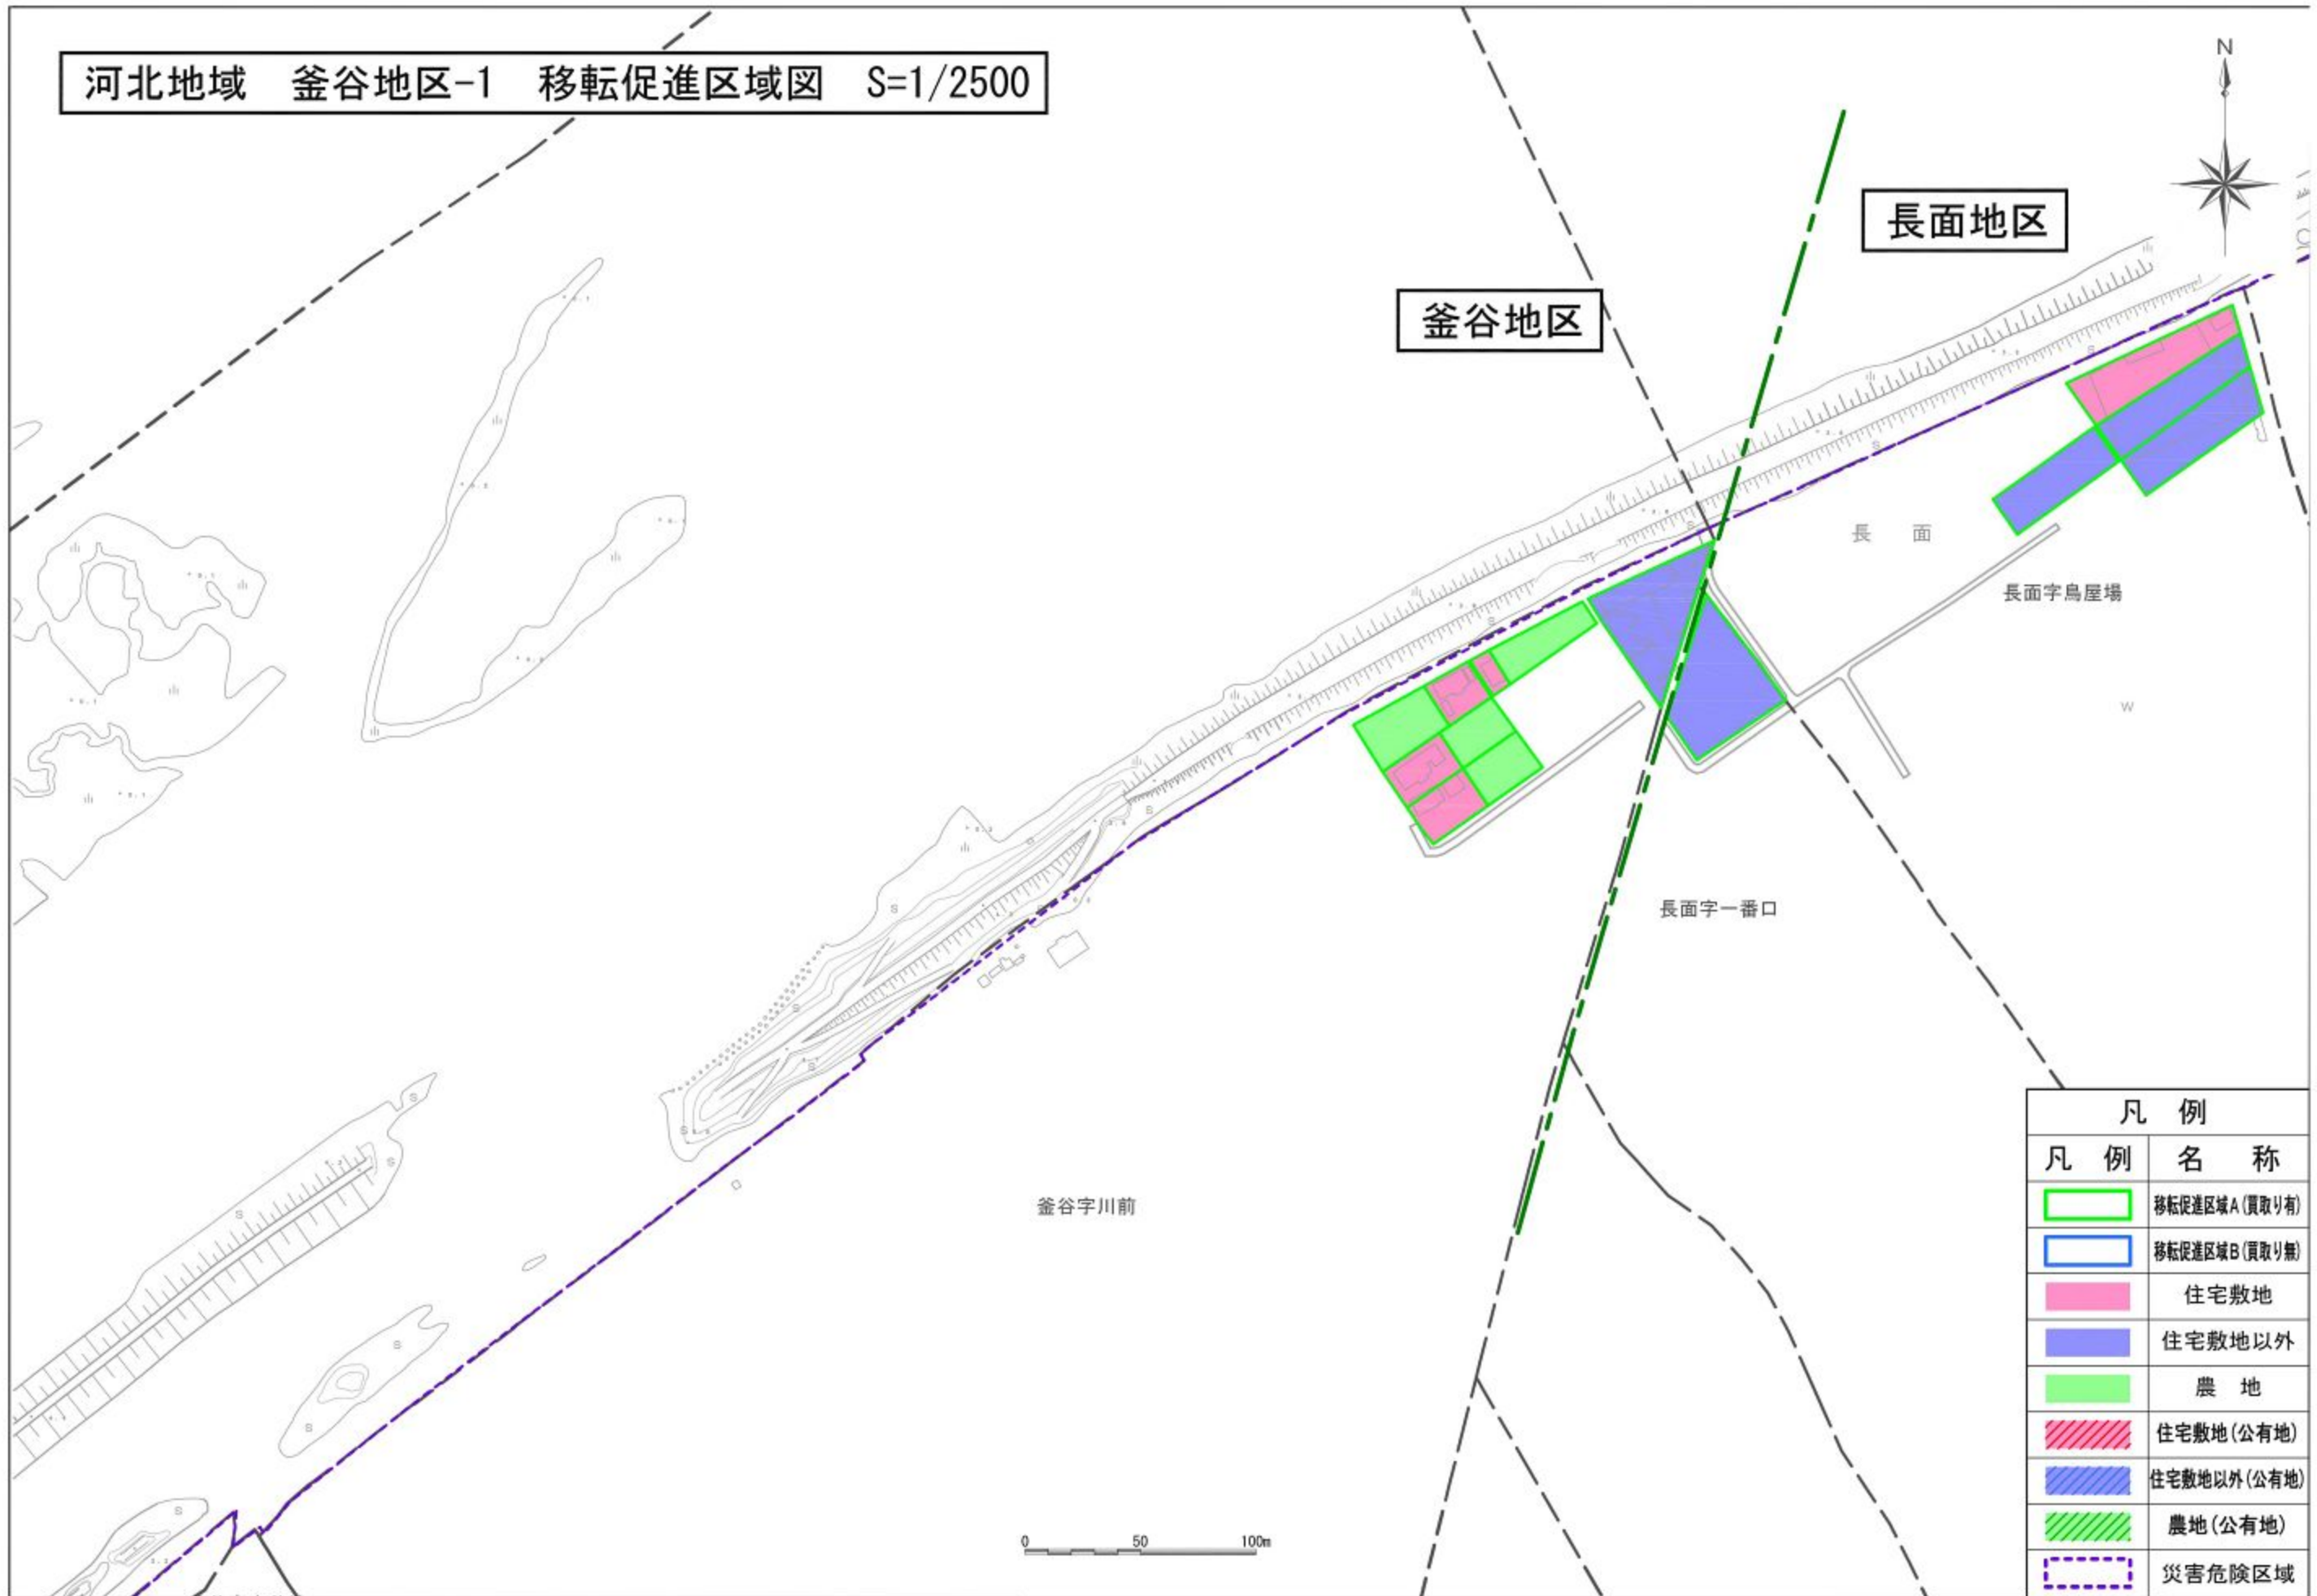 河北地域　釜谷地区-1　移転促進区域図　S=1/2500
N
長面地区
釜谷地区
長　面
長面字鳥屋場
W
長面字一番口
釜谷字川前
0 50 100m
凡　例
凡　例 名　称
移転促進区域A(買取り有)
移転促進区域B(買取り無)
住宅敷地
住宅敷地以外
農　地
住宅敷地(公有地)
住宅敷地以外(公有地)
農地(公有地)
災害危険区域